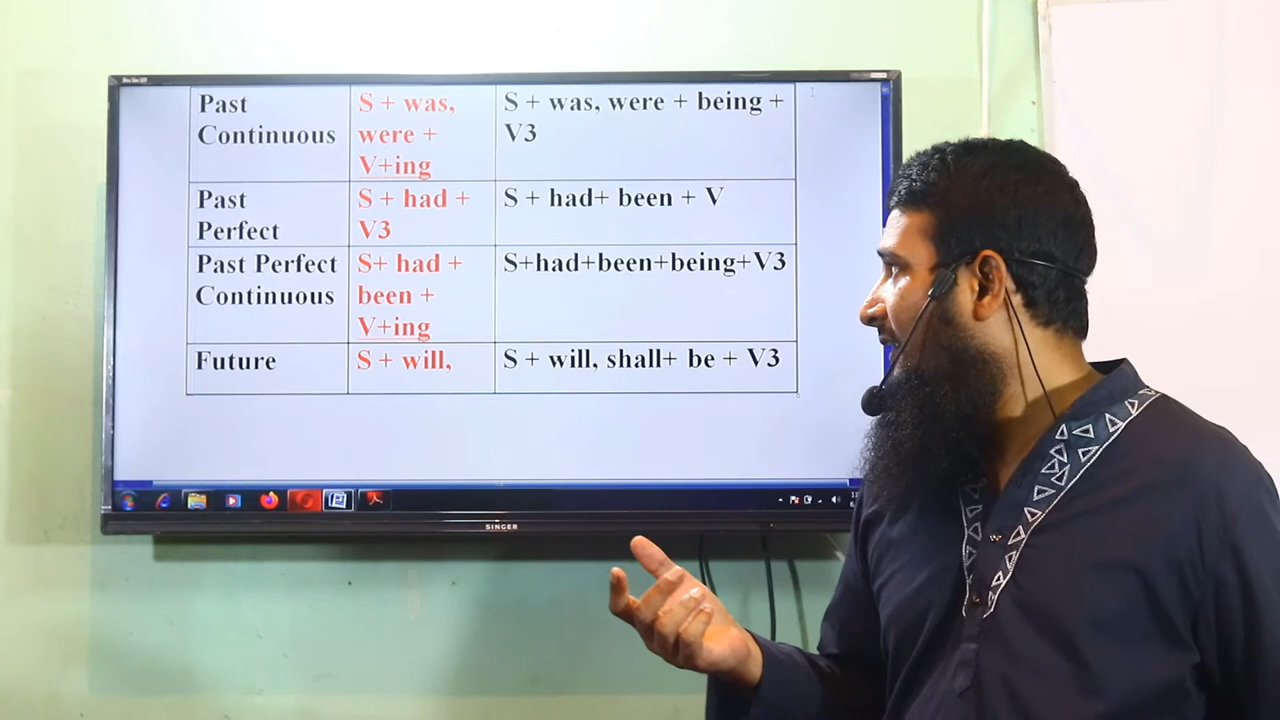 Past
Continuous
S + was,
were +
V+ing
S + was, were + being +
V3
Past
Perfect
S + had +
V3
S + had+ been + V
Past Perfect
Continuous
S+ had +
been +
V+ing
S+had+been+being+V3
Future
S + will,
S + will, shall+ be + V3
SINGER